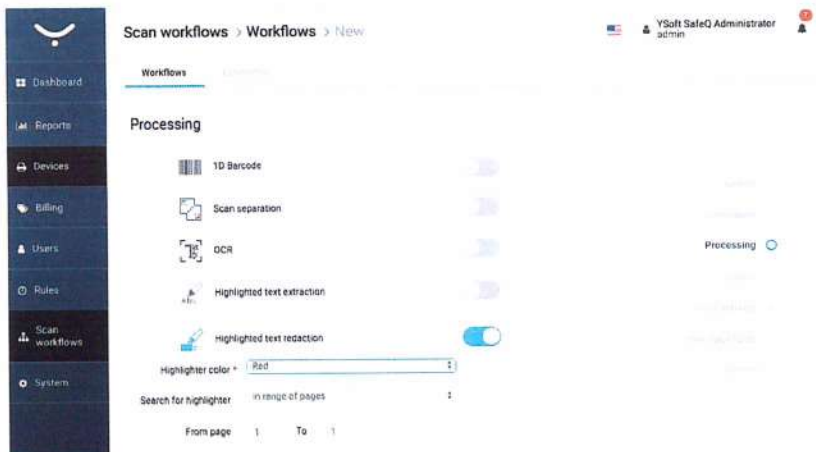 Scan workflows > Workflows > New
YSoft SafeQ Administrator
admin
7
Workflows
Dashboard
Reports
Devices
Billing
Users
Rules
Scan workflows
System
Processing
1D Barcode
Scan separation
OCR
Highlighted text extraction
Highlighted text redaction
Highlighter color * Red
Search for highlighter in range of pages
From page 1 To 1
Processing